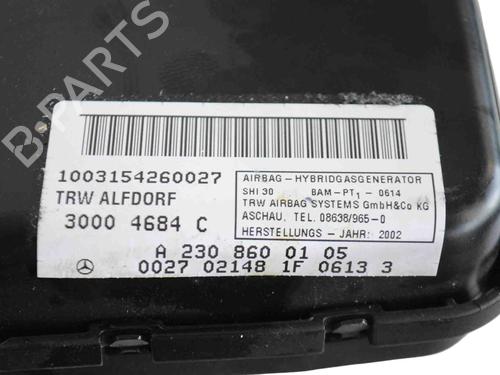 B-PARTS
1003154260027
TRW ALFDORF
3000 4684 C
AIRBAG-HYBRIDGASGENERATOR
SHI 30 BAM-PT1-0614
TRW AIRBAG SYSTEMS GmbH&Co KG
ASCHAU. TEL. 08638/965-0
HERSTELLUNGS - JAHR: 2002
A 230 860 01 05
0027 02148 1F 0613 3